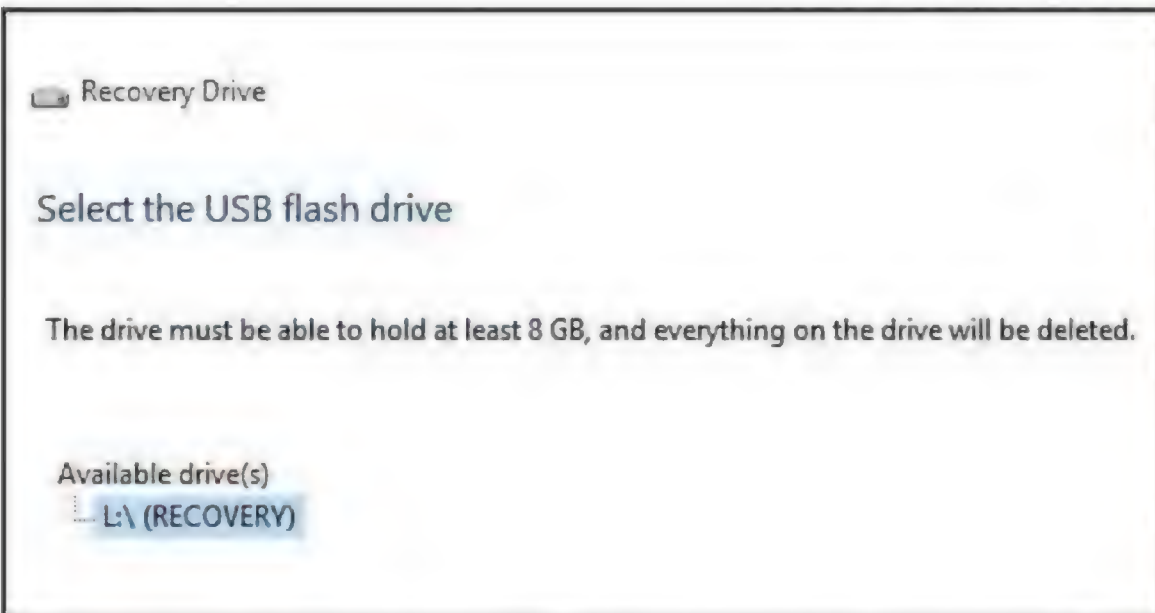 Recovery Drive
Select the USB flash drive
The drive must be able to hold at least 8 GB, and everything on the drive will be deleted.
Available drive(s)
L:\ (RECOVERY)